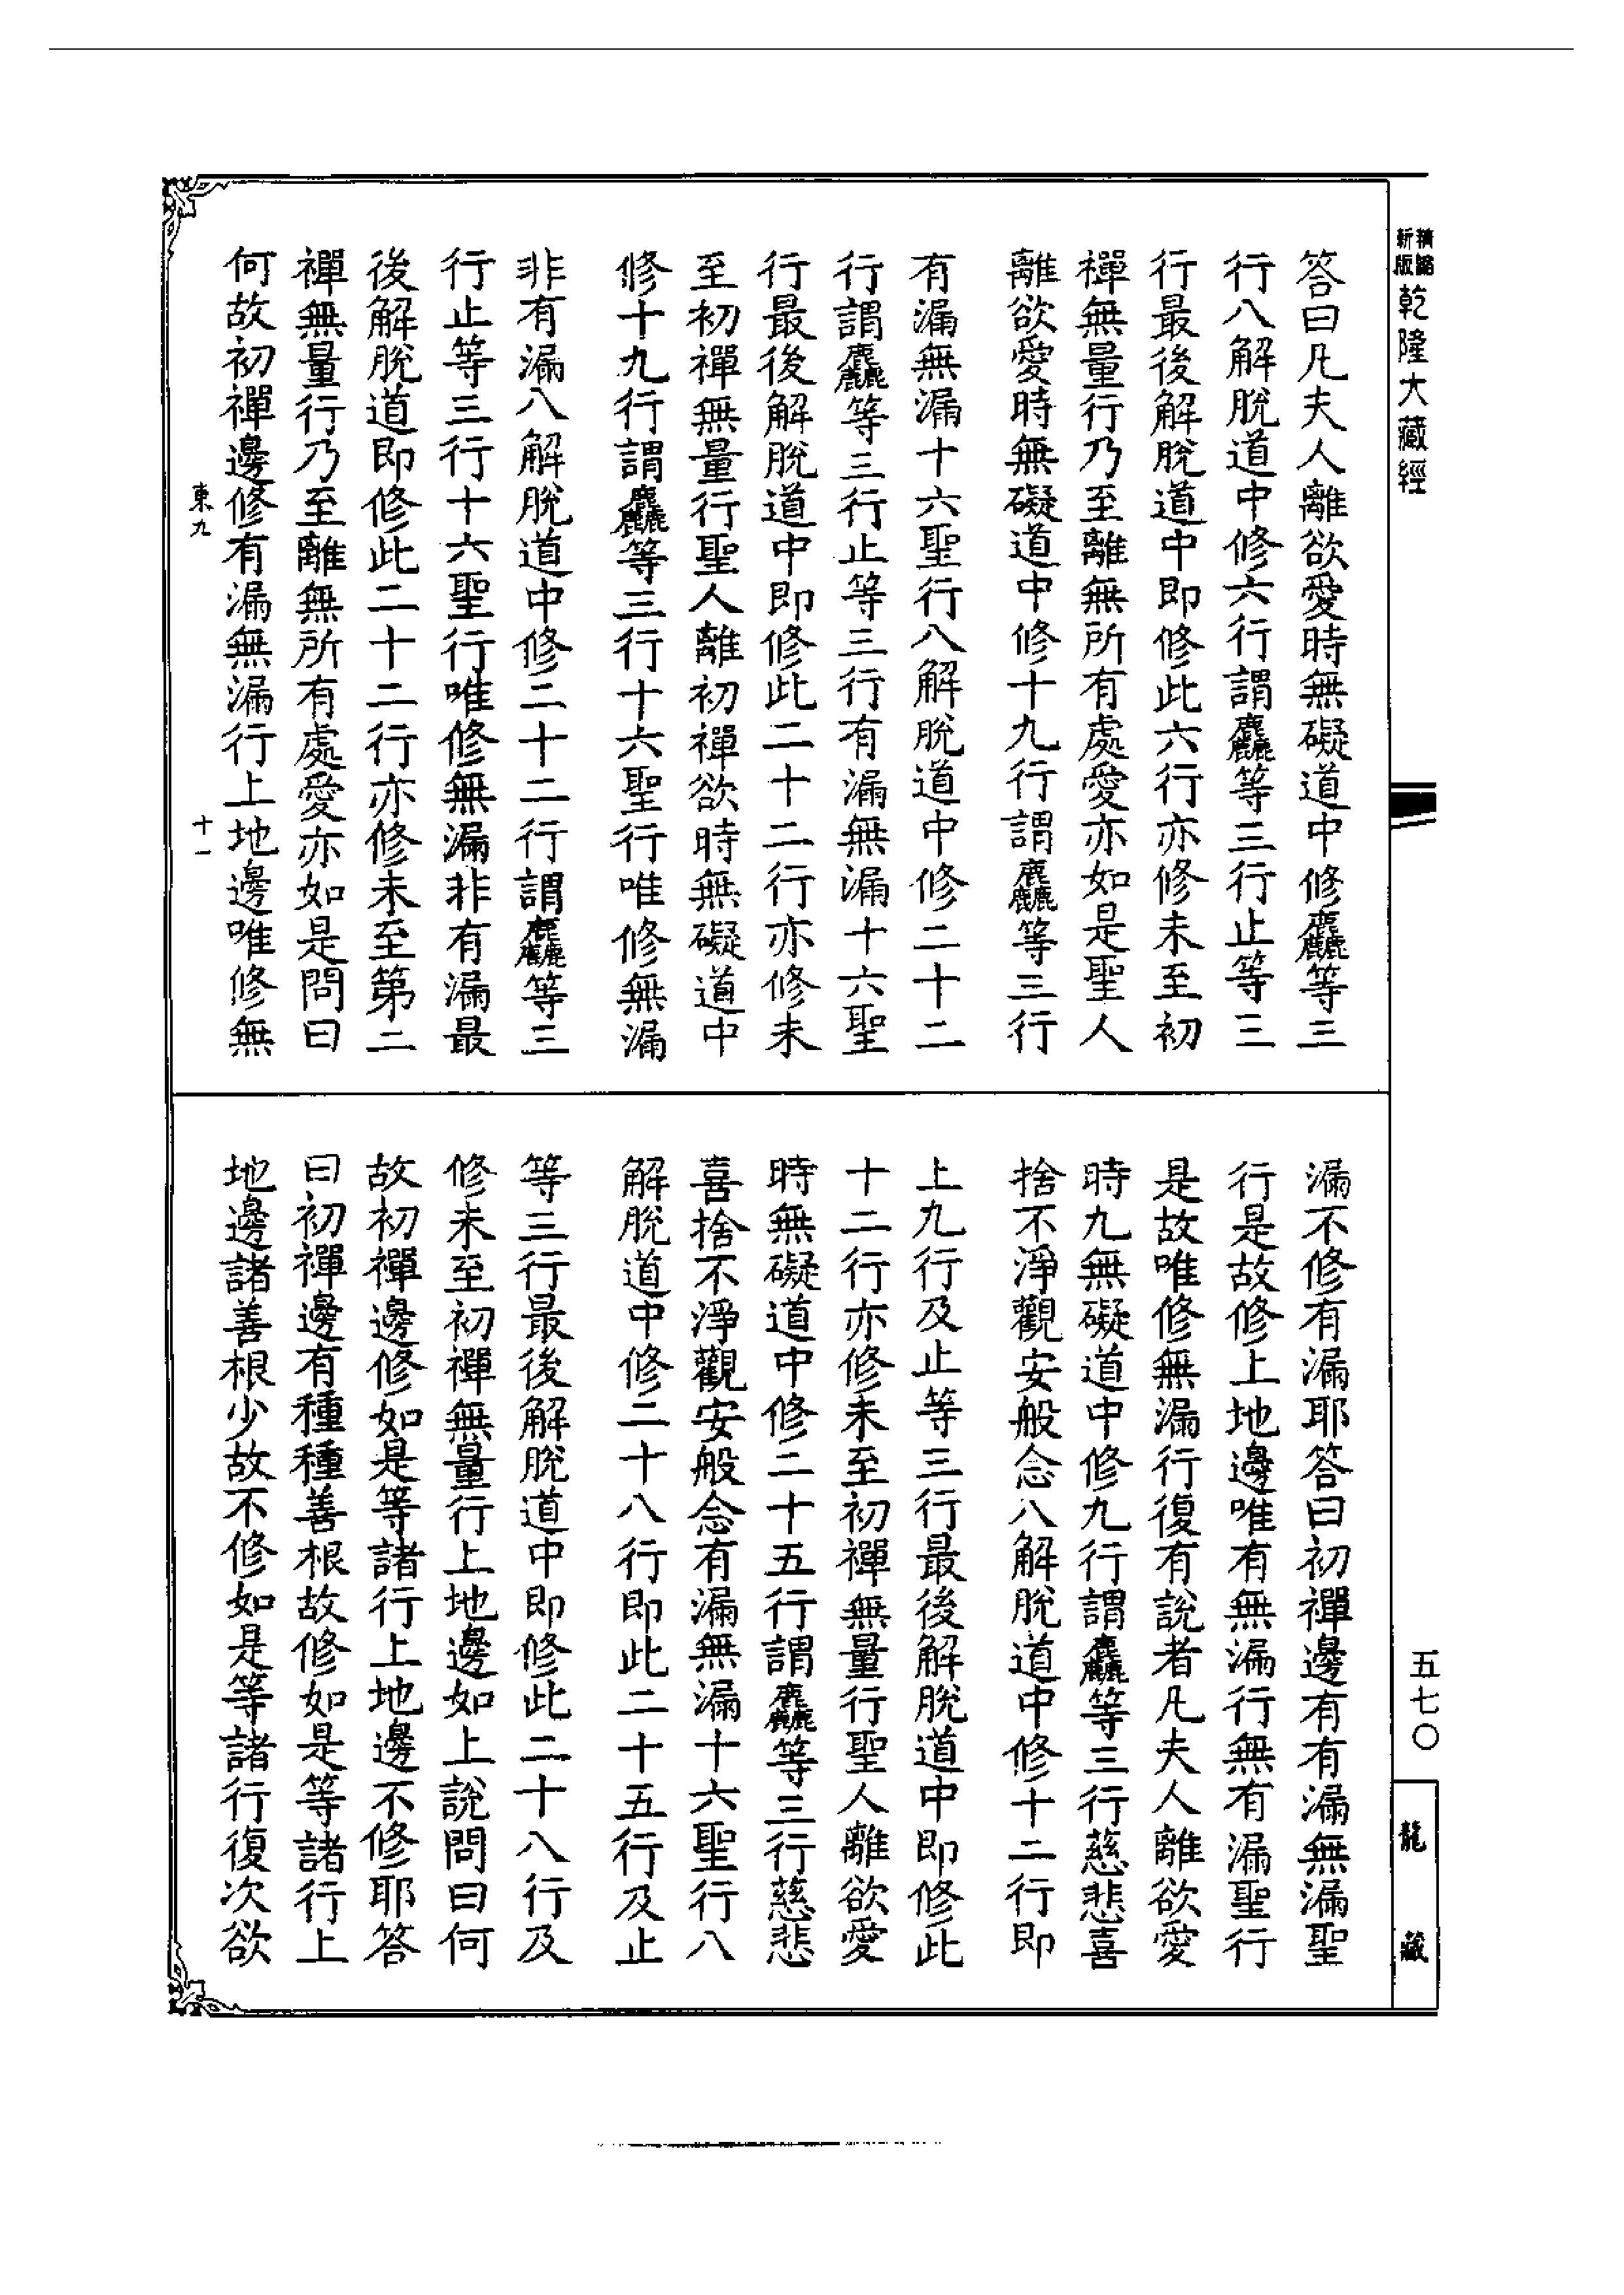 精縮新版乾隆大藏經
答曰凡夫人離欲愛時無礙道中修麤等三
行八解脫道中修六行謂麤等三行止等三
行最後解脫道中即修此六行亦修未至初
禪無量行乃至離無所有處愛亦如是聖人
離欲愛時無礙道中修十九行謂麤等三行
有漏無漏十六聖行八解脫道中修二十二
行謂麤等三行止等三行有漏無漏十六聖
行最後解脫道中即修此二十二行亦修未
至初禪無量行聖人離初禪欲時無礙道中
修十九行謂麤等三行十六聖行唯修無漏
非有漏八解脫道中修二十二行謂麤等三
行止等三行十六聖行唯修無漏非有漏最
後解脫道即修此二十二行亦修未至第二
禪無量行乃至離無所有處愛亦如是問曰
何故初禪邊修有漏無漏行上地邊唯修無
東九 十一
漏不修有漏耶答曰初禪邊有有漏無漏聖
行是故修上地邊唯有無漏行無有漏聖行
是故唯修無漏行復有說者凡夫人離欲愛
時九無礙道中修九行謂麤等三行慈悲喜
捨不淨觀安般念八解脫道中修十二行即
上九行及止等三行最後解脫道中即修此
十二行亦修未至初禪無量行聖人離欲愛
時無礙道中修二十五行謂麤等三行慈悲
喜捨不淨觀安般念有漏無漏十六聖行八
解脫道中修二十八行即此二十五行及止
等三行最後解脫道中即修此二十八行及
修未至初禪無量行上地邊如上說問曰何
故初禪邊修如是等諸行上地邊不修耶答
曰初禪邊有種種善根故修如是等諸行上
地邊諸善根少故不修如是等諸行復次欲
五七〇
龍藏